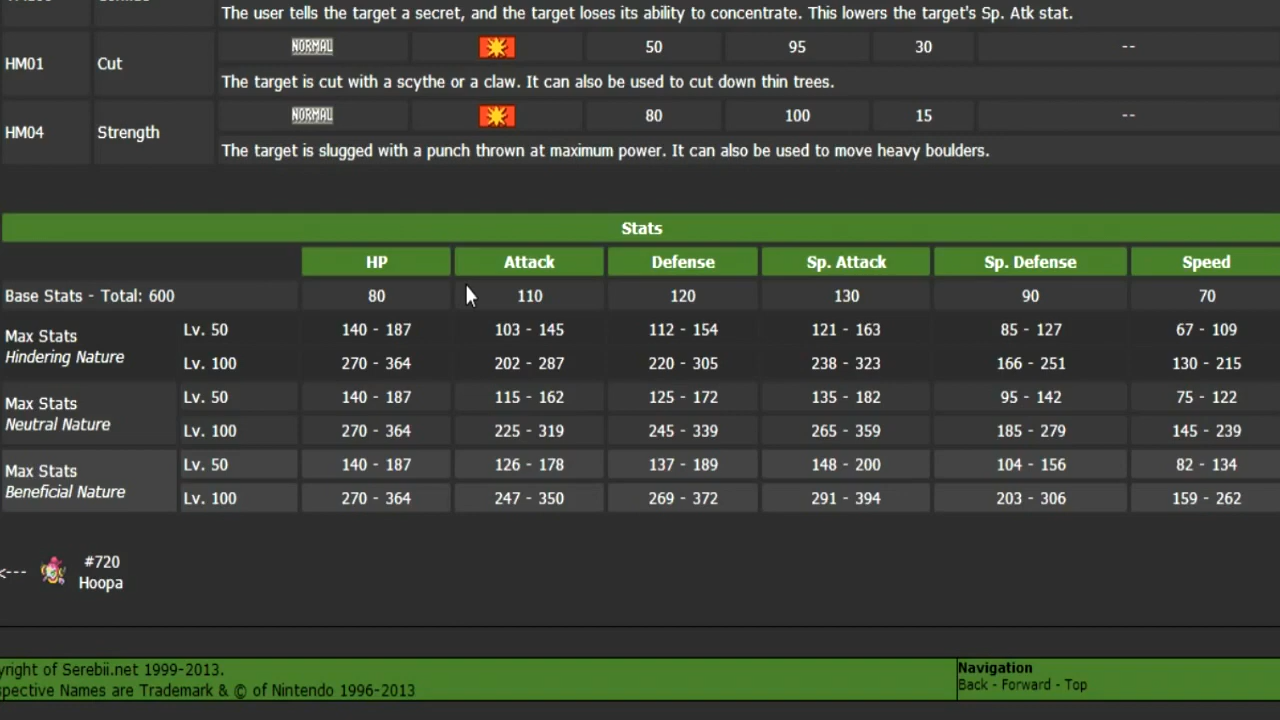 The user tells the target a secret, and the target loses its ability to concentrate. This lowers the target's Sp. Atk stat.
HM01 Cut NORMAL 50 95 30 --
The target is cut with a scythe or a claw. It can also be used to cut down thin trees.
HM04 Strength NORMAL 80 100 15 --
The target is slugged with a punch thrown at maximum power. It can also be used to move heavy boulders.
Stats
HP Attack Defense Sp. Attack Sp. Defense Speed
Base Stats - Total: 600 80 110 120 130 90 70
Max Stats
Hindering Nature
Lv. 50 140 - 187 103 - 145 112 - 154 121 - 163 85 - 127 67 - 109
Lv. 100 270 - 364 202 - 287 220 - 305 238 - 323 166 - 251 130 - 215
Max Stats
Neutral Nature
Lv. 50 140 - 187 115 - 162 125 - 172 135 - 182 95 - 142 75 - 122
Lv. 100 270 - 364 225 - 319 245 - 339 265 - 359 185 - 279 145 - 239
Max Stats
Beneficial Nature
Lv. 50 140 - 187 126 - 178 137 - 189 148 - 200 104 - 156 82 - 134
Lv. 100 270 - 364 247 - 350 269 - 372 291 - 394 203 - 306 159 - 262
<--- #720
Hoopa
yright of Serebii.net 1999-2013.
spective Names are Trademark & © of Nintendo 1996-2013
Navigation
Back - Forward - Top